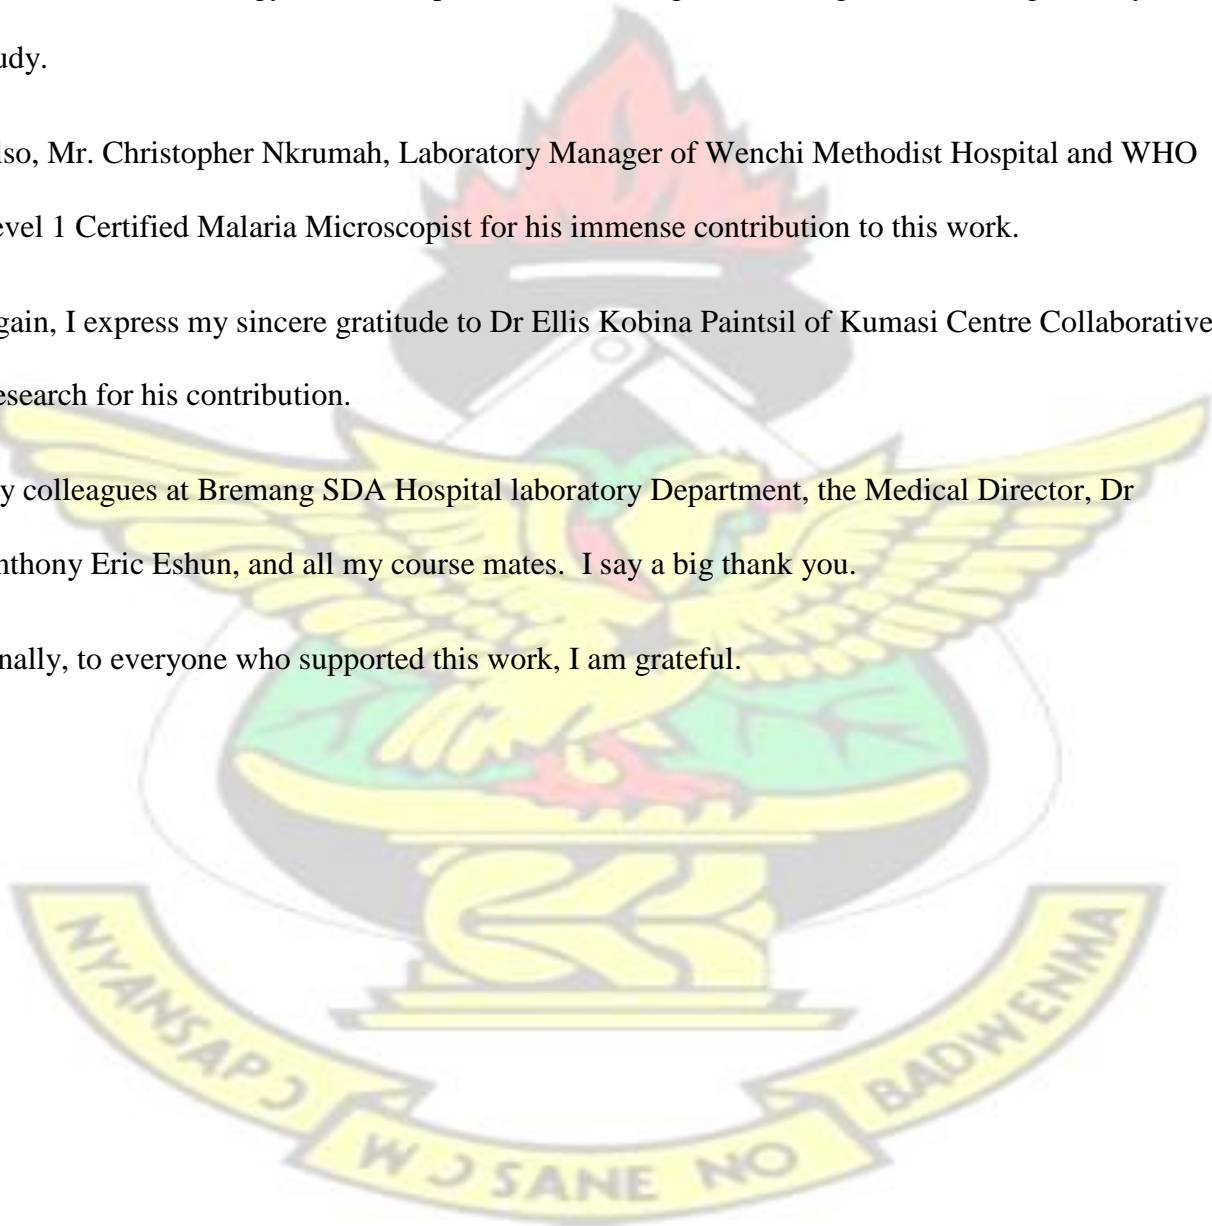 udy.
lso, Mr. Christopher Nkrumah, Laboratory Manager of Wenchi Methodist Hospital and WHO
evel 1 Certified Malaria Microscopist for his immense contribution to this work.
gain, I express my sincere gratitude to Dr Ellis Kobina Paintsil of Kumasi Centre Collaborative
esearch for his contribution.
y colleagues at Bremang SDA Hospital laboratory Department, the Medical Director, Dr
nthony Eric Eshun, and all my course mates. I say a big thank you.
nally, to everyone who supported this work, I am grateful.
NYANSAPƆ
WƆSANE NO
BADWENMA